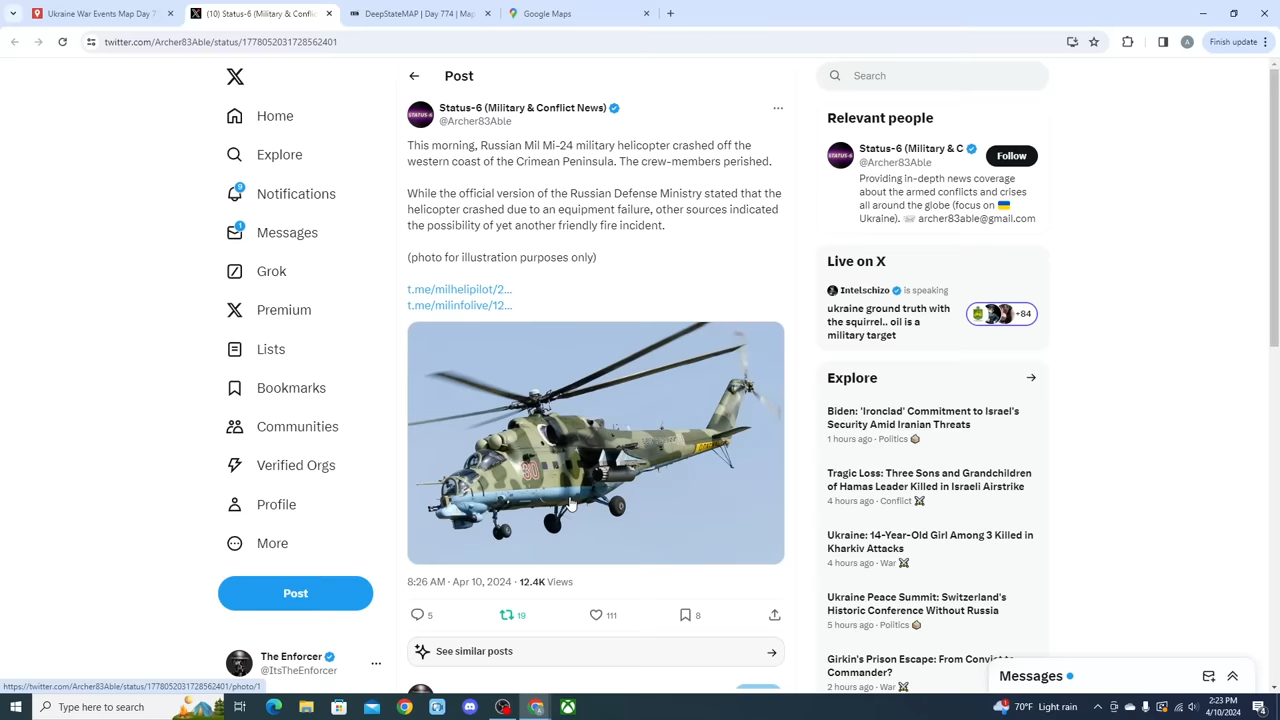 Ukraine War Events Map Day 7
(10) Status-6 (Military & Conflic
DeepStateMAP | Day 774 | Map
Google Maps
twitter.com/Archer83Able/status/1778052031728562401
A
Finish update
Home
Explore
9
Notifications
1
Messages
Grok
Premium
Lists
Bookmarks
Communities
Verified Orgs
Profile
More
Post
The Enforcer
@ItsTheEnforcer
Post
STATUS-6
Status-6 (Military & Conflict News)
@Archer83Able
This morning, Russian Mil Mi-24 military helicopter crashed off the
western coast of the Crimean Peninsula. The crew-members perished.
While the official version of the Russian Defense Ministry stated that the
helicopter crashed due to an equipment failure, other sources indicated
the possibility of yet another friendly fire incident.
(photo for illustration purposes only)
t.me/milhelipilot/2...
t.me/milinfolive/12...
8:26 AM · Apr 10, 2024 · 12.4K Views
5
19
111
8
See similar posts
Search
Relevant people
STATUS-6
Status-6 (Military & C
@Archer83Able
Follow
Providing in-depth news coverage
about the armed conflicts and crises
all around the globe (focus on
Ukraine). archer83able@gmail.com
Live on X
Intelschizo is speaking
ukraine ground truth with
the squirrel.. oil is a
military target
+84
Explore
Biden: 'Ironclad' Commitment to Israel's
Security Amid Iranian Threats
1 hours ago · Politics
Tragic Loss: Three Sons and Grandchildren
of Hamas Leader Killed in Israeli Airstrike
4 hours ago · Conflict
Ukraine: 14-Year-Old Girl Among 3 Killed in
Kharkiv Attacks
4 hours ago · War
Ukraine Peace Summit: Switzerland's
Historic Conference Without Russia
5 hours ago · Politics
Girkin's Prison Escape: From Convict to
Commander?
2 hours ago · War
Messages
https://twitter.com/Archer83Able/status/1778052031728562401/photo/1
Type here to search
70°F Light rain
2:23 PM
4/10/2024